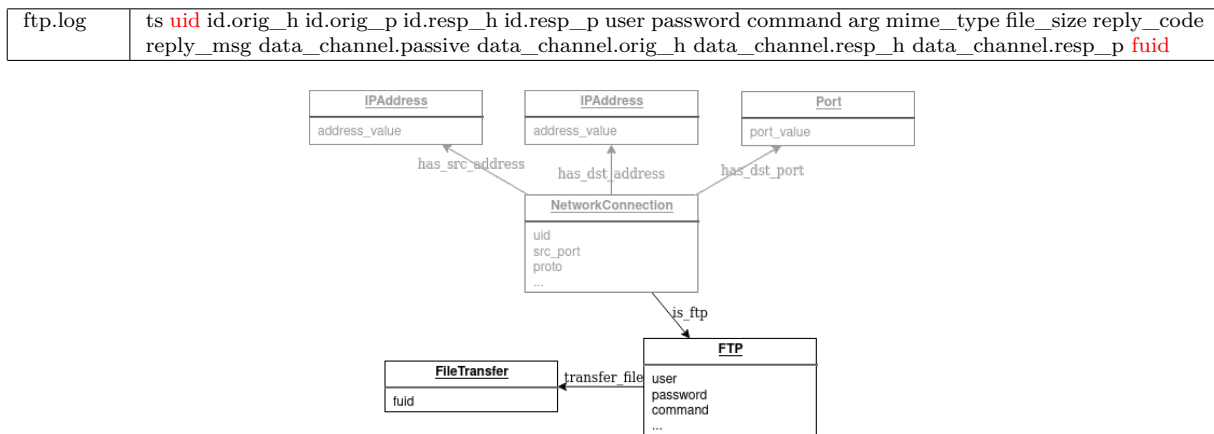 ftp.log
ts uid id.orig_h id.orig_p id.resp_h id.resp_p user password command arg mime_type file_size reply_code
reply_msg data_channel.passive data_channel.orig_h data_channel.resp_h data_channel.resp_p fuid
IPAddress
address_value
IPAddress
address_value
Port
port_value
has_src_address
has_dst_address
has_dst_port
NetworkConnection
uid
src_port
proto
...
is_ftp
FTP
user
password
command
...
transfer_file
FileTransfer
fuid